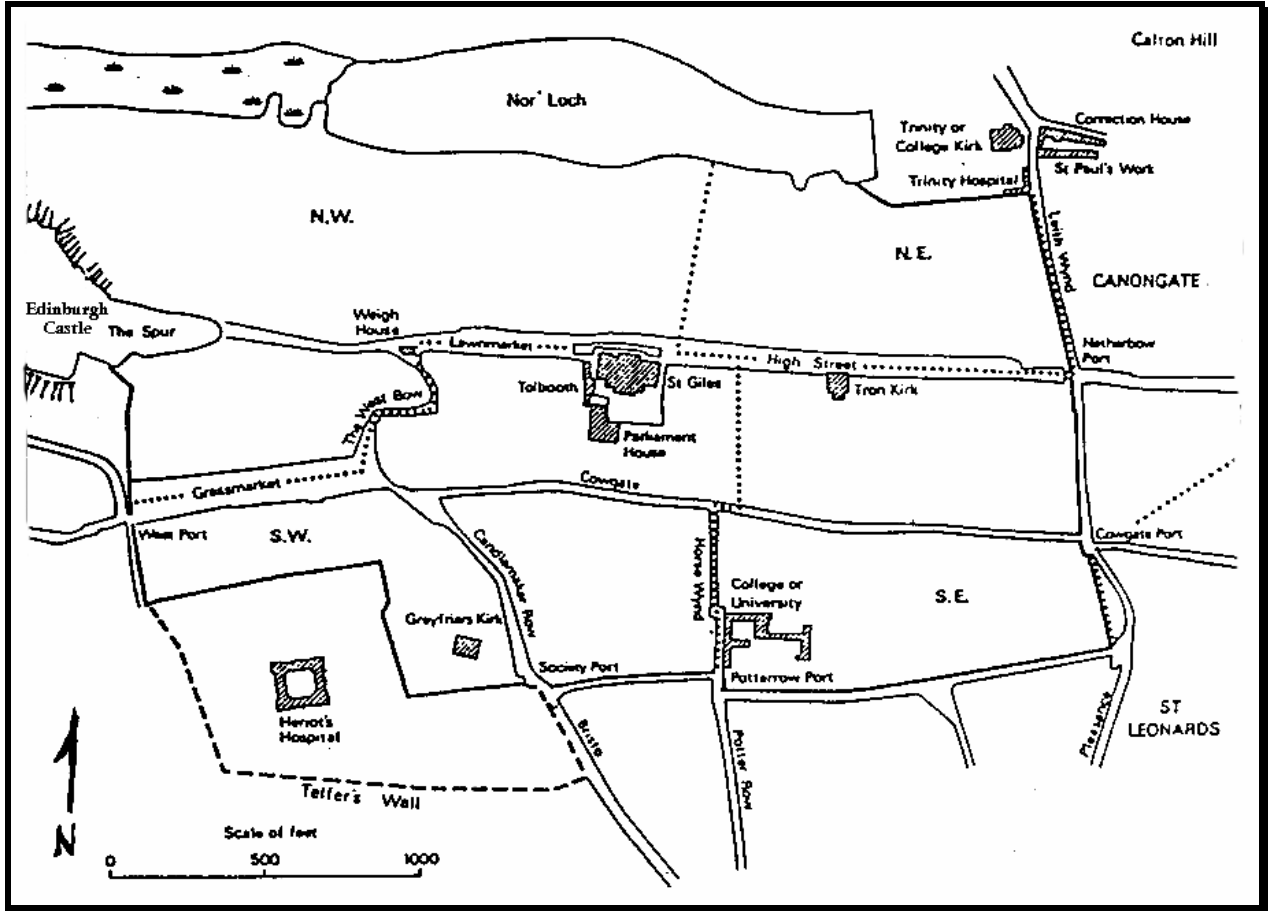 Calton Hill
Nor' Loch
Trinity or
College Kirk
Correction House
St Paul's Work
Trinity Hospital
N.W.
N.E.
Leith Wynd
CANONGATE
Edinburgh
Castle
The Spur
Weigh
House
Lawnmarket
High Street
Netherbow
Port
Tolbooth
St Giles
Tron Kirk
The West Bow
Parliament
House
Grassmarket
Cowgate
West Port
S.W.
Candlemaker Row
Horse Wynd
College or
University
S.E.
Cowgate Port
Greyfriars Kirk
Society Port
Potterrow Port
Heriot's
Hospital
Bristo
Potter Row
Pleasance
ST
LEONARDS
Telfer's Wall
N
Scale of feet
0 500 1000